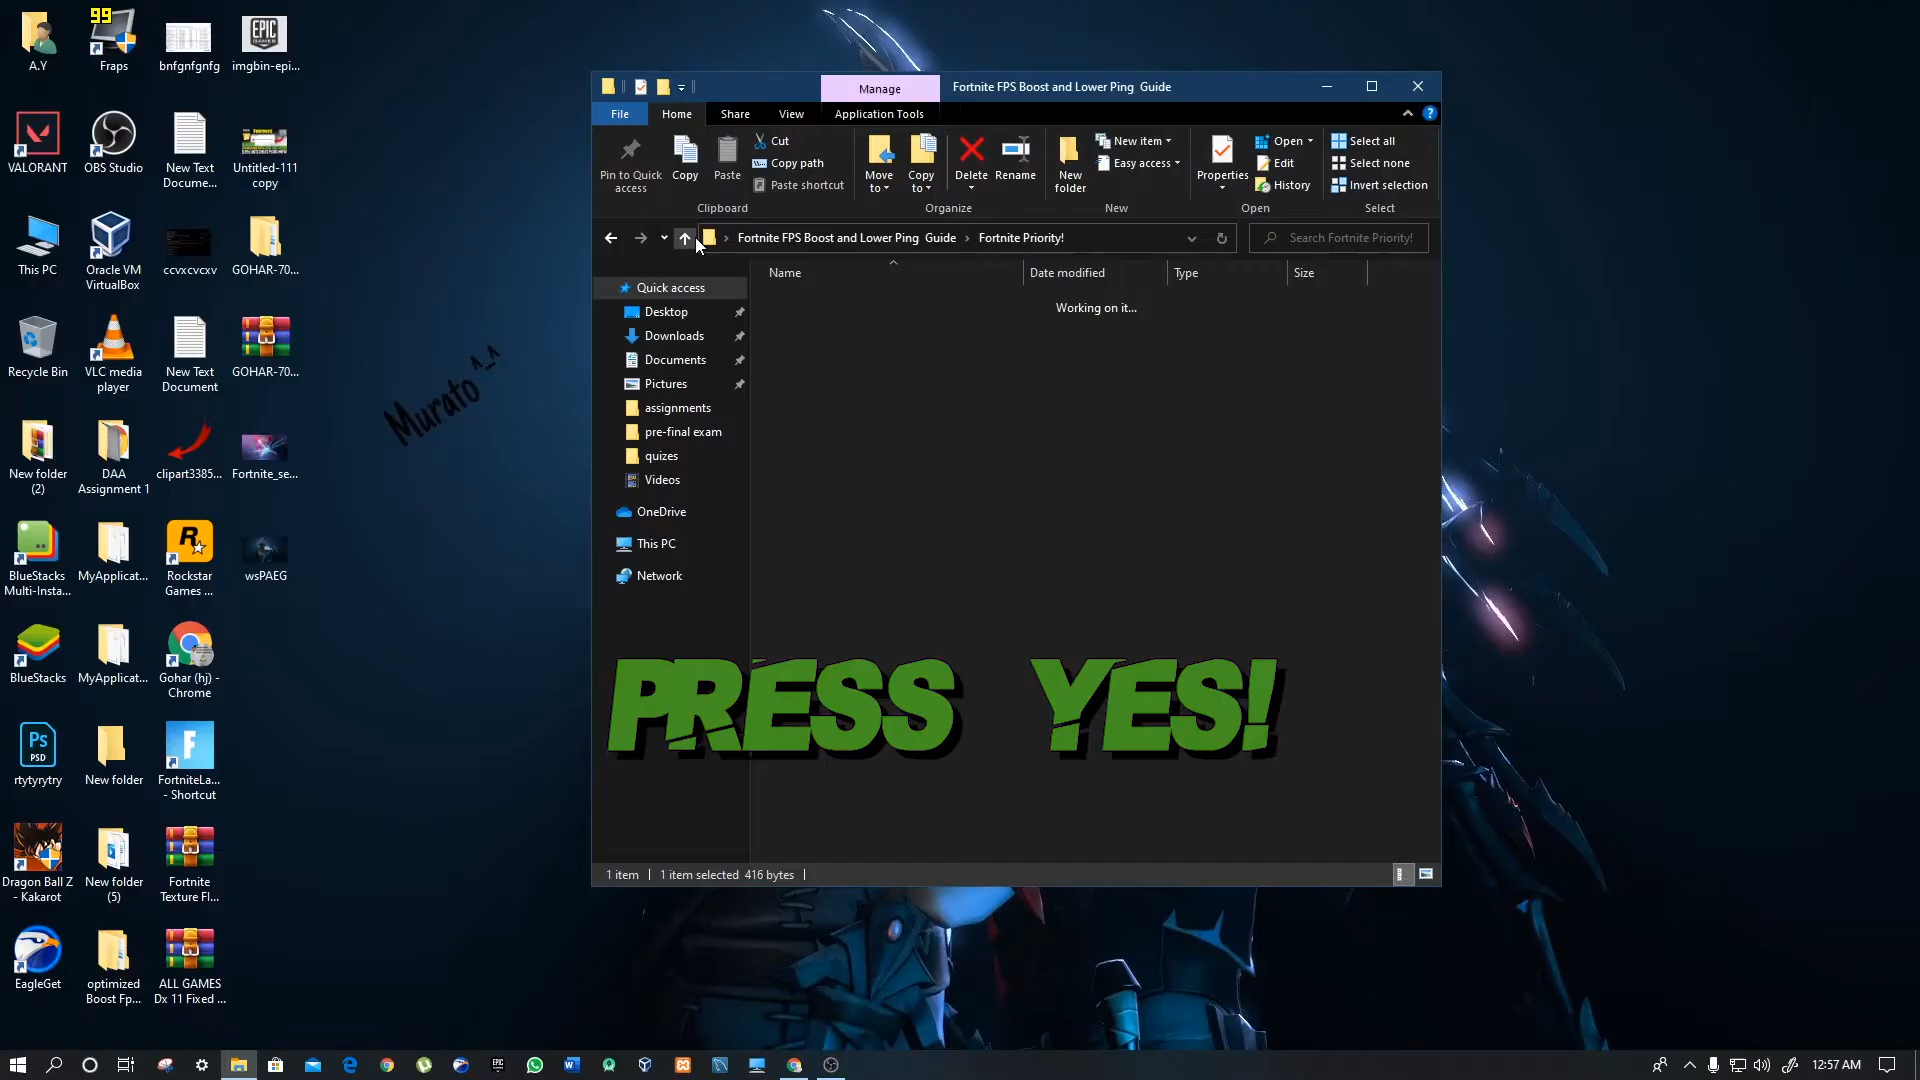 99
A.Y
Fraps
bnfgnfgnfg
imgbin-epi...
EPIC
GAMES
VALORANT
OBS Studio
New Text
Docume...
Untitled-111
copy
This PC
Oracle VM
VirtualBox
ccvxcvcxv
GOHAR-70...
Recycle Bin
VLC media
player
New Text
Document
GOHAR-70...
New folder
(2)
DAA
Assignment 1
clipart3385...
Fortnite_se...
BlueStacks
Multi-Insta...
MyApplicat...
Rockstar
Games ...
wsPAEG
BlueStacks
MyApplicat...
Gohar (hj) -
Chrome
Ps
PSD
rtytyrytry
New folder
FortniteLa...
- Shortcut
Dragon Ball Z
- Kakarot
New folder
(5)
Fortnite
Texture Fl...
EagleGet
optimized
Boost Fp...
ALL GAMES
Dx 11 Fixed ...
Murato ^_^
Manage
Fortnite FPS Boost and Lower Ping Guide
File
Home
Share
View
Application Tools
Pin to Quick
access
Copy
Paste
Cut
Copy path
Paste shortcut
Clipboard
Move
to
Copy
to
Delete
Rename
Organize
New
folder
New item
Easy access
New
Properties
Open
Edit
History
Open
Select all
Select none
Invert selection
Select
Fortnite FPS Boost and Lower Ping Guide > Fortnite Priority!
Search Fortnite Priority!
Name
Date modified
Type
Size
Working on it...
Quick access
Desktop
Downloads
Documents
Pictures
assignments
pre-final exam
quizes
Videos
OneDrive
This PC
Network
PRESS YES!
1 item
1 item selected 416 bytes
12:57 AM